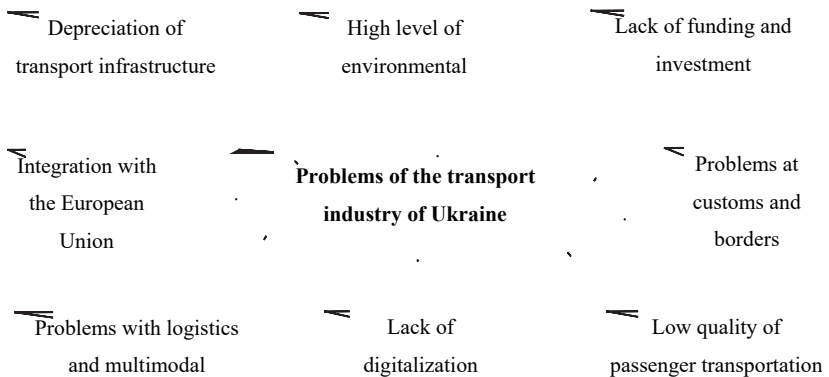 Depreciation of
transport infrastructure
High level of
environmental
Lack of funding and
investment
Integration with
the European
Union
Problems of the transport
industry of Ukraine
Problems at
customs and
borders
Problems with logistics
and multimodal
Lack of
digitalization
Low quality of
passenger transportation